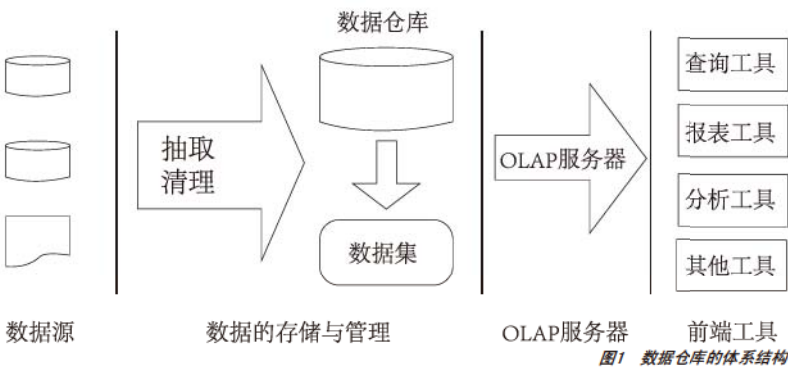 数据仓库
抽取
清理
数据集
OLAP服务器
查询工具
报表工具
分析工具
其他工具
数据源
数据的存储与管理
OLAP服务器
前端工具
图1 数据仓库的体系结构